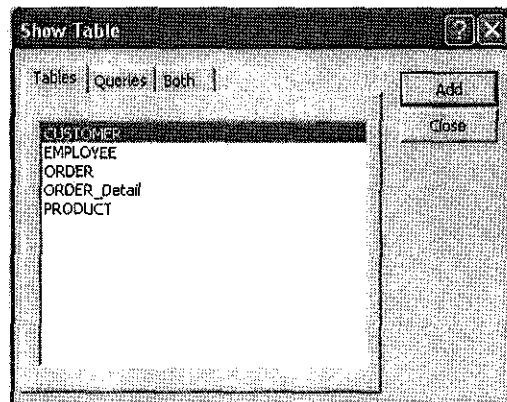 Show Table
Tables Queries Both
Add
Close
CUSTOMER
EMPLOYEE
ORDER
ORDER_Detail
PRODUCT